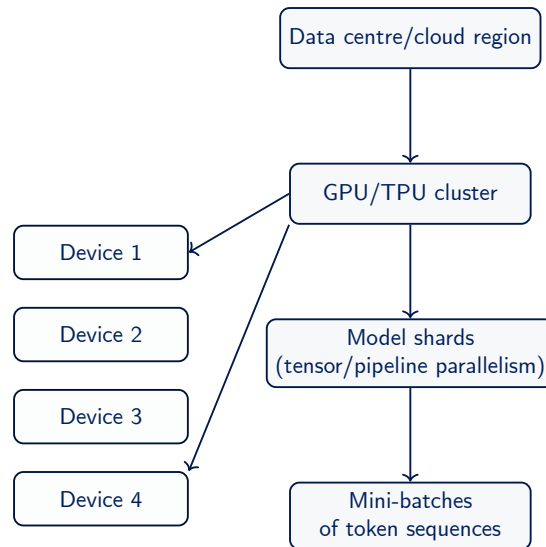 Data centre/cloud region
GPU/TPU cluster
Device 1
Device 2
Model shards
(tensor/pipeline parallelism)
Device 3
Device 4
Mini-batches
of token sequences